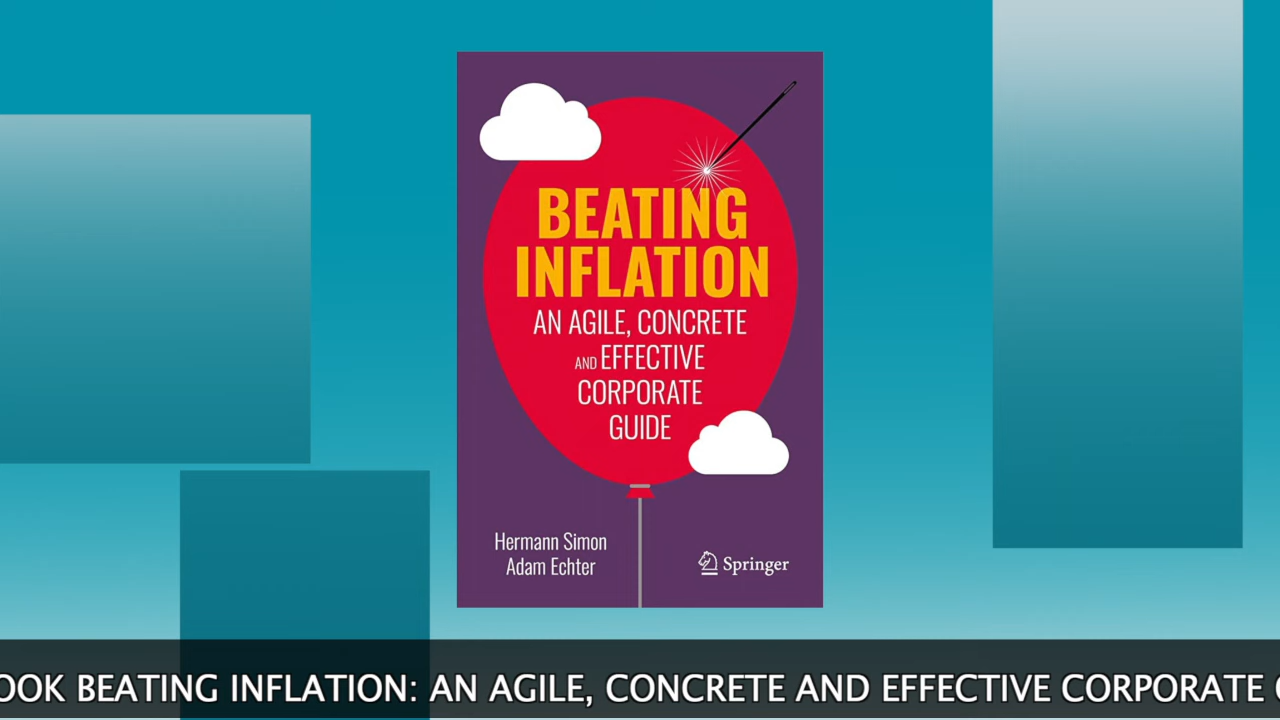 BEATING
INFLATION
AN AGILE, CONCRETE
AND EFFECTIVE
CORPORATE
GUIDE
Hermann Simon
Adam Echter
Springer
OOK BEATING INFLATION: AN AGILE, CONCRETE AND EFFECTIVE CORPORATE